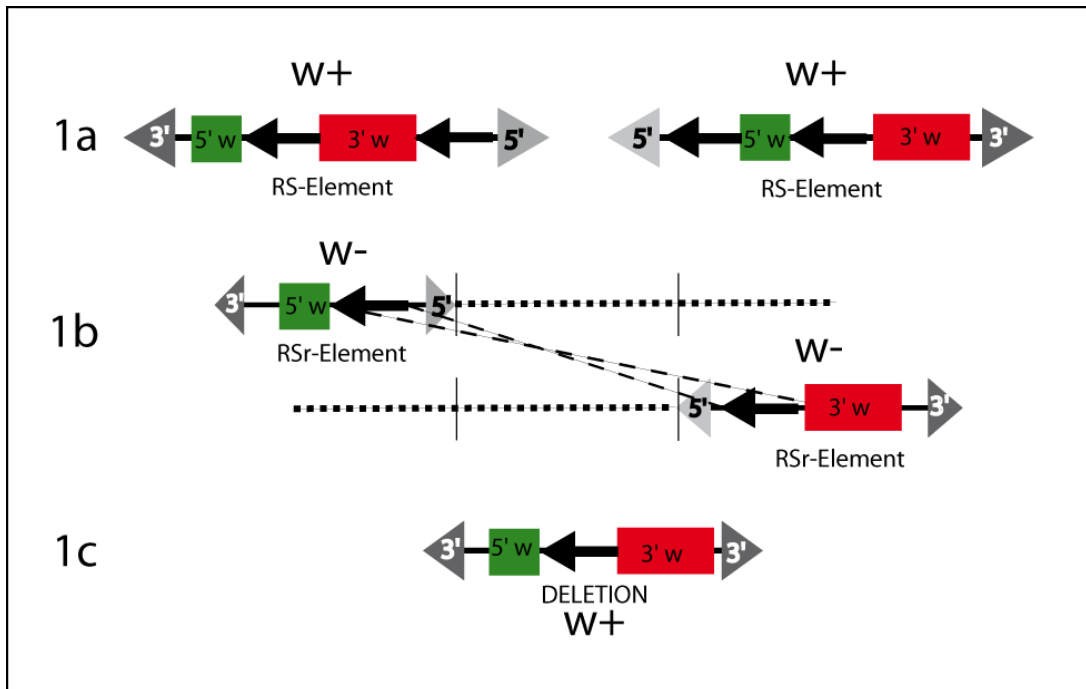 w+ w+
1a 3' 5' w 3' w 5' 5' 5' w 3' w 3'
RS-Element RS-Element
w-
3' 5' w 5'
1b RSr-Element w-
5' 3' w 3'
RSr-Element
1c 3' 5' w 3' w 3'
DELETION
w+